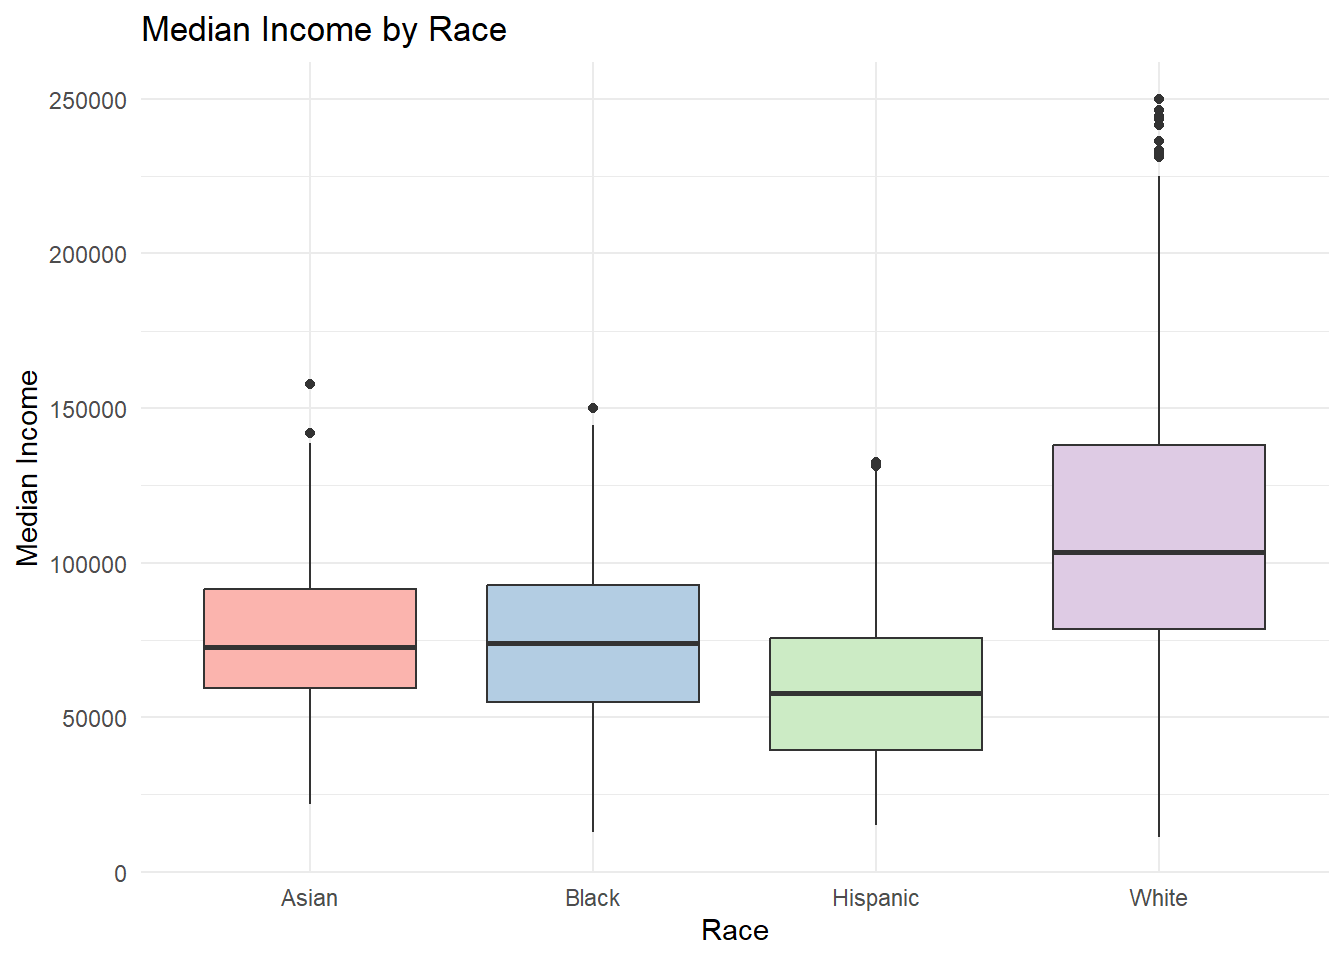 Median Income by Race
Median Income
250000
200000
150000
100000
50000
0
Asian Black Hispanic White
Race